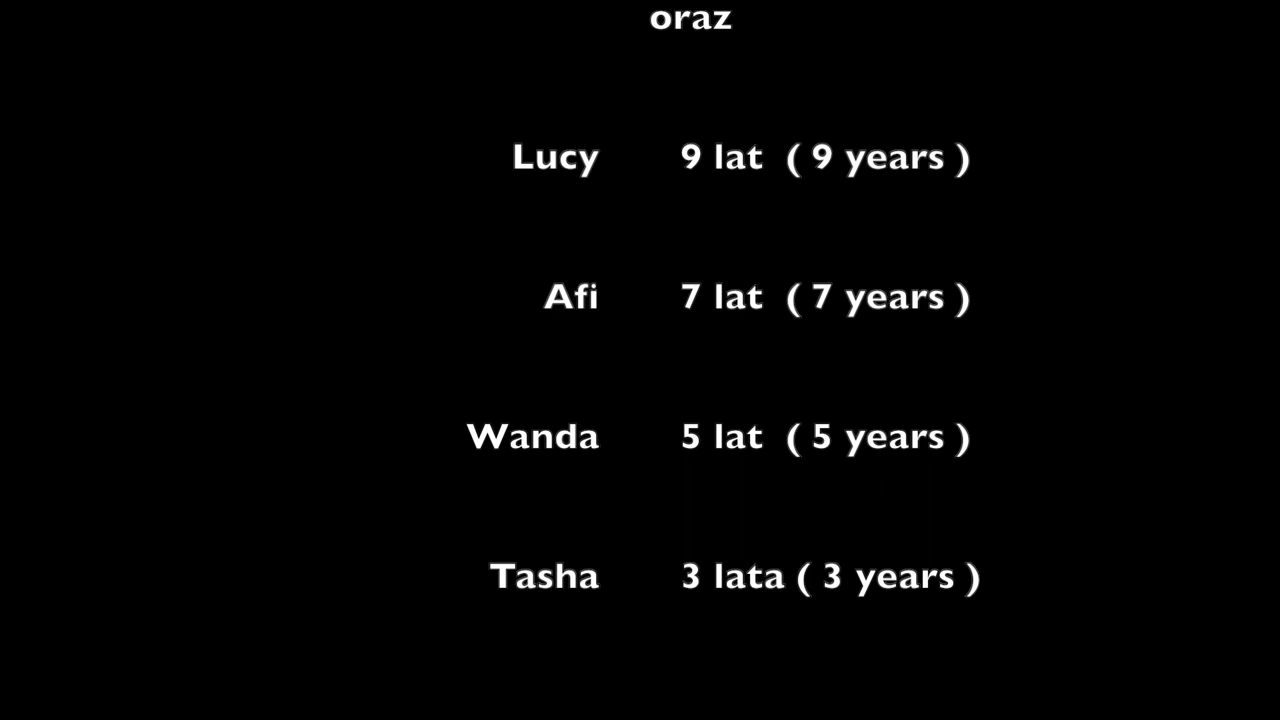 oraz
Lucy 9 lat ( 9 years )
Afi 7 lat ( 7 years )
Wanda 5 lat ( 5 years )
Tasha 3 lata ( 3 years )